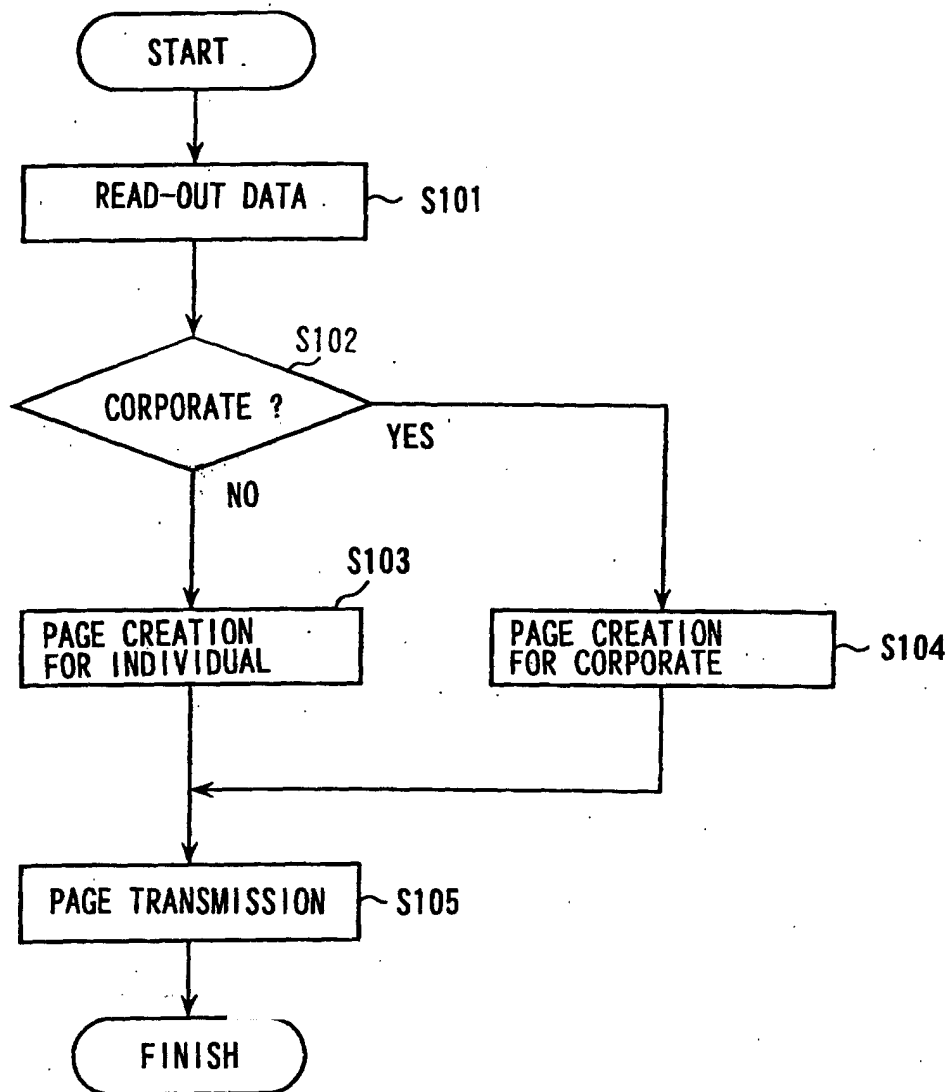 START
READ-OUT DATA
S101
S102
CORPORATE ?
YES
NO
S103
PAGE CREATION
FOR INDIVIDUAL
PAGE CREATION
FOR CORPORATE
S104
PAGE TRANSMISSION
S105
FINISH